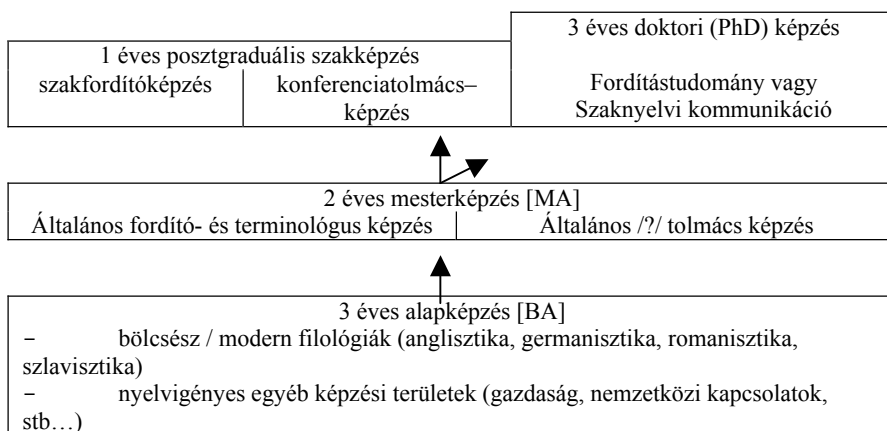 3 éves doktori (PhD) képzés
1 éves posztgraduális szakképzés
szakfordítóképzés
konferenciatolmács–
képzés
Fordítástudomány vagy
Szaknyelvi kommunikáció
2 éves mesterképzés [MA]
Általános fordító- és terminológus képzés
Általános /?/ tolmács képzés
3 éves alapképzés [BA]
– bölcsész / modern filológiák (anglisztika, germanisztika, romanisztika,
szlavisztika)
– nyelvigényes egyéb képzési területek (gazdaság, nemzetközi kapcsolatok,
stb…)